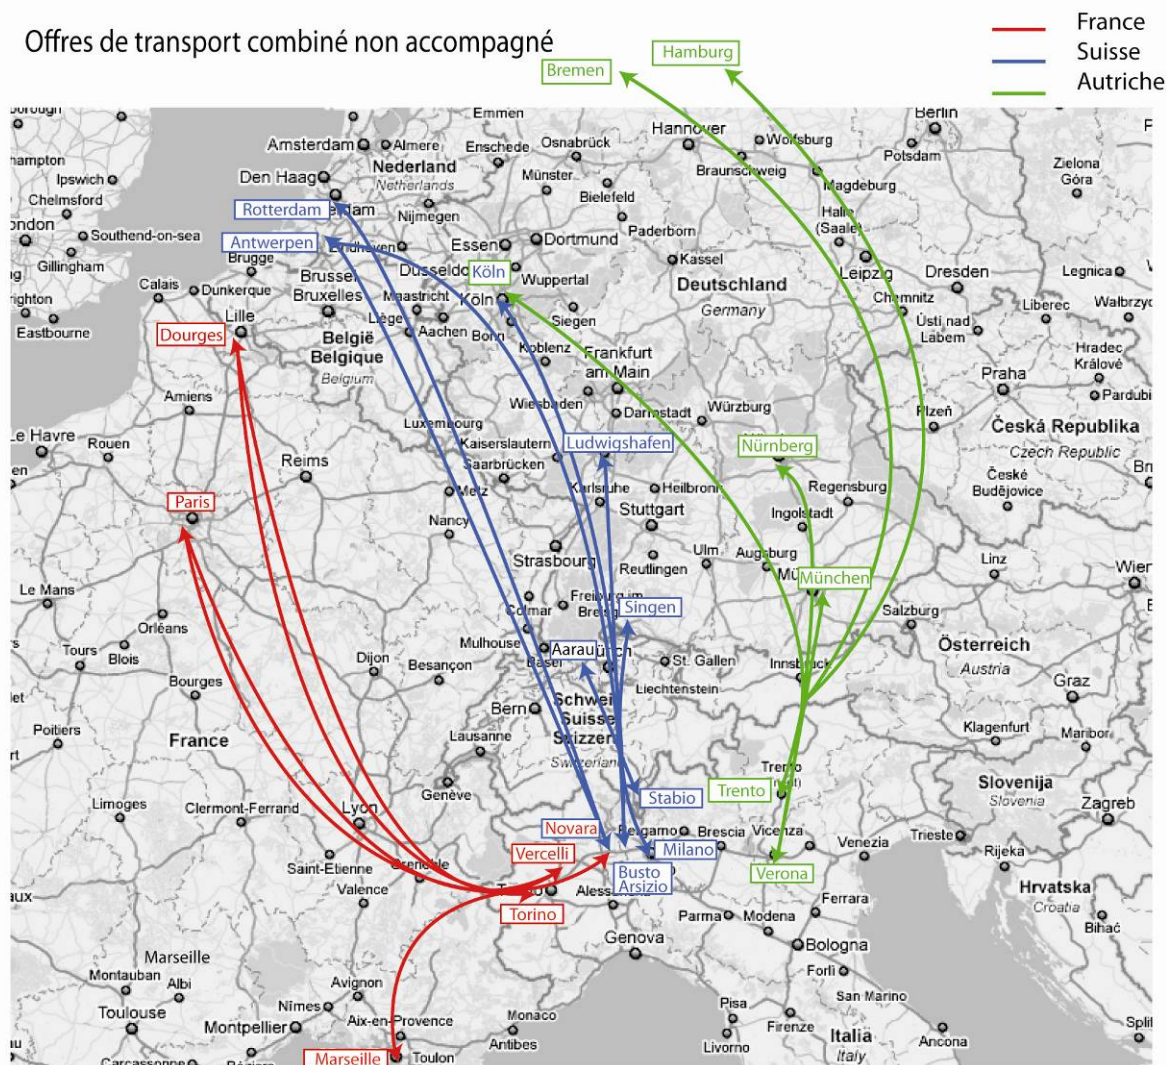 Offres de transport combiné non accompagné
France
Suisse
Autriche
Bremen
Hamburg
Emmen
Hannover
Wolfsburg
Berlin
Amsterdam
Almere
Enschede
Osnabrück
Braunschweig
Potsdam
Nederland
Netherlands
Den Haag
Münster
Bielefeld
Magdeburg
Zielona
Góra
Ipswich
Chelmsford
Rotterdam
Nijmegen
Paderborn
Halle
(Saale)
Southend-on-sea
Antwerpen
Eindhoven
Essen
Dortmund
Kassel
Leipzig
Dresden
Legnica
Gillingham
Brugge
Köln
Wuppertal
Deutschland
Germany
Calais
Dunkerque
Bruxelles
Maastricht
Köln
Chemnitz
Liberec
Eastbourne
Lille
Liège
Aachen
Bonn
Siegen
Ústí nad
Labem
Dourges
België
Belgique
Belgium
Koblenz
Frankfurt
am Main
Hradec
Králové
Praha
Amiens
Wiesbaden
Darmstadt
Würzburg
Plzeň
Luxembourg
Česká Republika
Czech Republic
Le Havre
Rouen
Kaiserslautern
Ludwigshafen
Nürnberg
Reims
Saarbrücken
Metz
Karlsruhe
Heilbronn
Regensburg
České
Budějovice
Paris
Nancy
Stuttgart
Ingolstadt
Strasbourg
Reutlingen
Ulm
Augsburg
Linz
Wien
München
Le Mans
Colmar
Singen
Salzburg
Orléans
Mulhouse
Aarau
Basel
St. Gallen
Innsbruck
Österreich
Austria
Tours
Blois
Dijon
Besançon
Liechtenstein
Graz
Bourges
Bern
Schweiz
Suisse
Svizzera
Switzerland
Poitiers
France
Lausanne
Klagenfurt
Maribor
Genève
Trento
Trento
Stabio
Slovenija
Slovenia
Zagreb
Limoges
Clermont-Ferrand
Lyon
Novara
Bergamo
Brescia
Vicenza
Venezia
Trieste
Rijeka
Saint-Etienne
Grenoble
Vercelli
Milano
Verona
Busto
Arsizio
Valence
Torino
Ferrara
Hrvatska
Croatia
Parma
Modena
Bihać
Genova
Bologna
Marseille
Forlì
Montauban
Albi
Avignon
San-Marino
Toulouse
Nîmes
Monaco
Pisa
Montpellier
Aix-en-Provence
Antibes
Firenze
Livorno
Italia
Italy
Ancona
Marseille
Toulon
Carcassonne